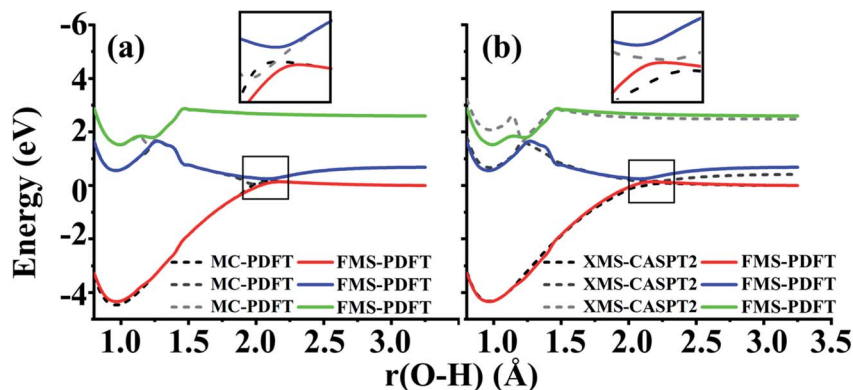 (a)
(b)
-6
4
2
0
-2
-4
Energy (eV)
MC-PDFT FMS-PDFT
MC-PDFT FMS-PDFT
MC-PDFT FMS-PDFT
XMS-CASPT2 FMS-PDFT
XMS-CASPT2 FMS-PDFT
XMS-CASPT2 FMS-PDFT
1.0 1.5 2.0 2.5 3.0 1.0 1.5 2.0 2.5 3.0 3.5
r(O-H) (Å)